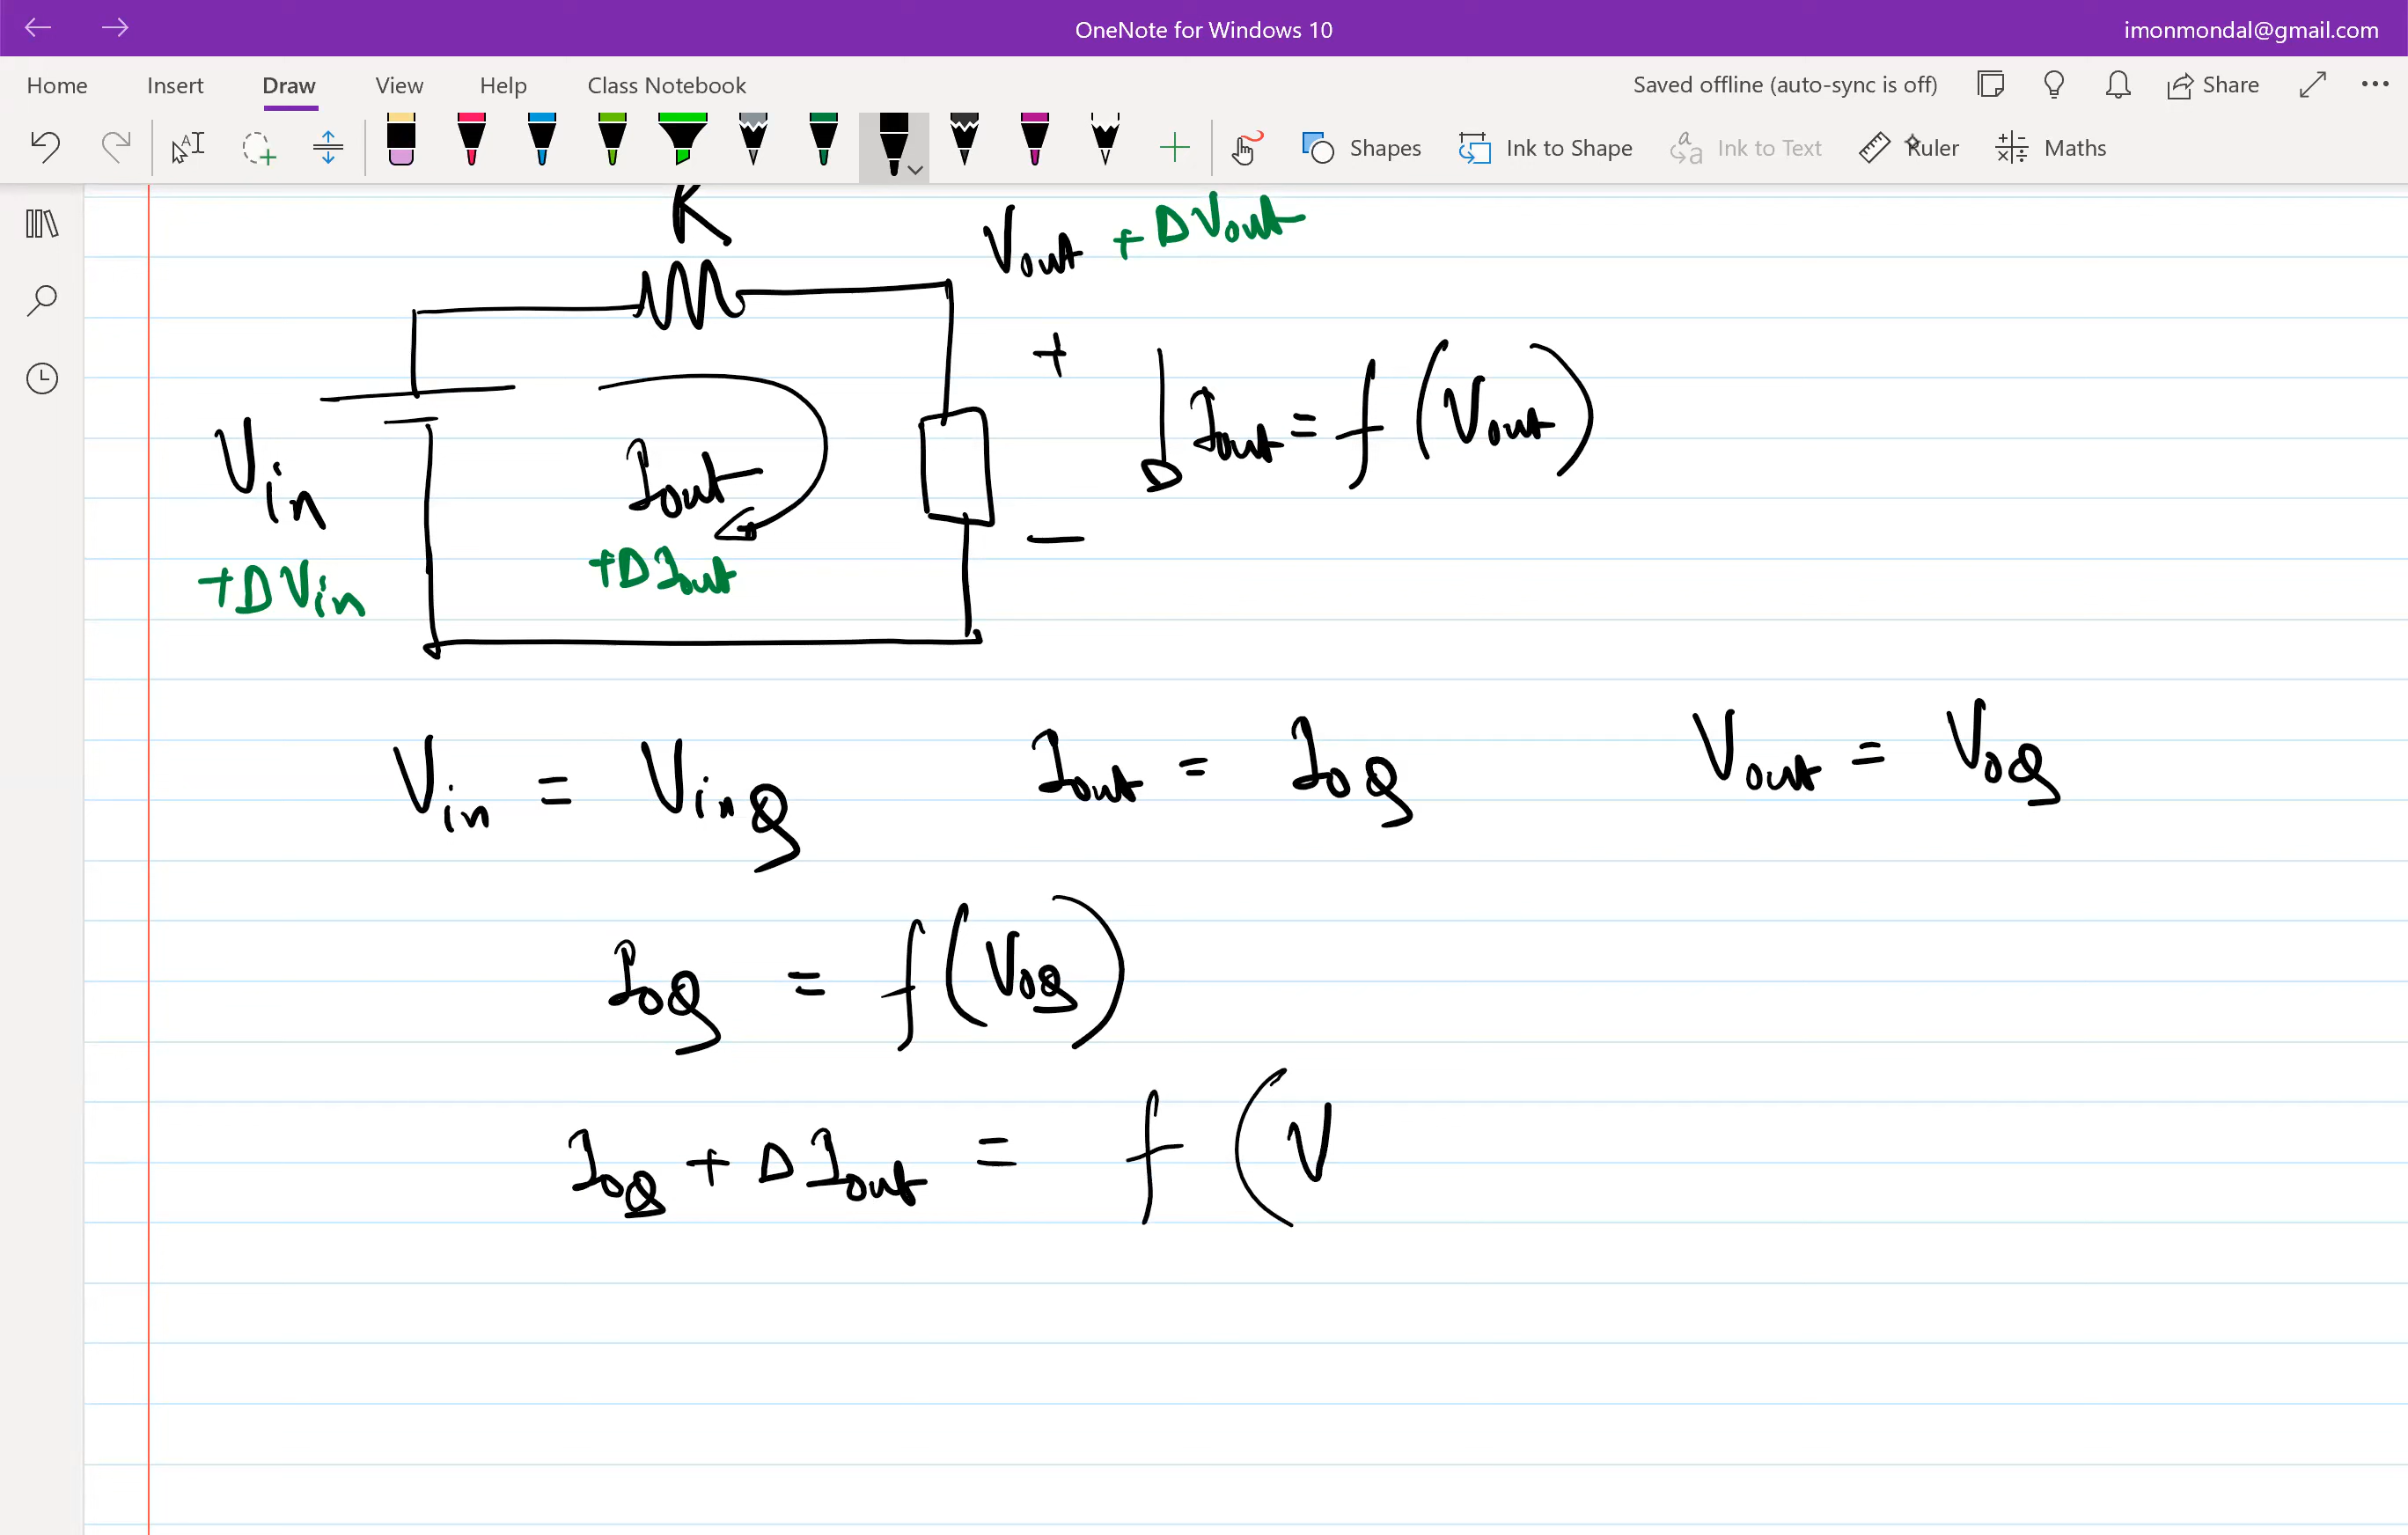 OneNote for Windows 10 imonmondal@gmail.com
Home Insert Draw View Help Class Notebook Saved offline (auto-sync is off) Share
Shapes Ink to Shape Ink to Text Ruler Maths
R
Vout + ΔVout
+
Vin Iout Iout = f(Vout)
+ΔVin +ΔIout −
Vin = VinQ Iout = IoQ Vout = VoQ
IoQ = f(VoQ)
IoQ + ΔIout = f (V